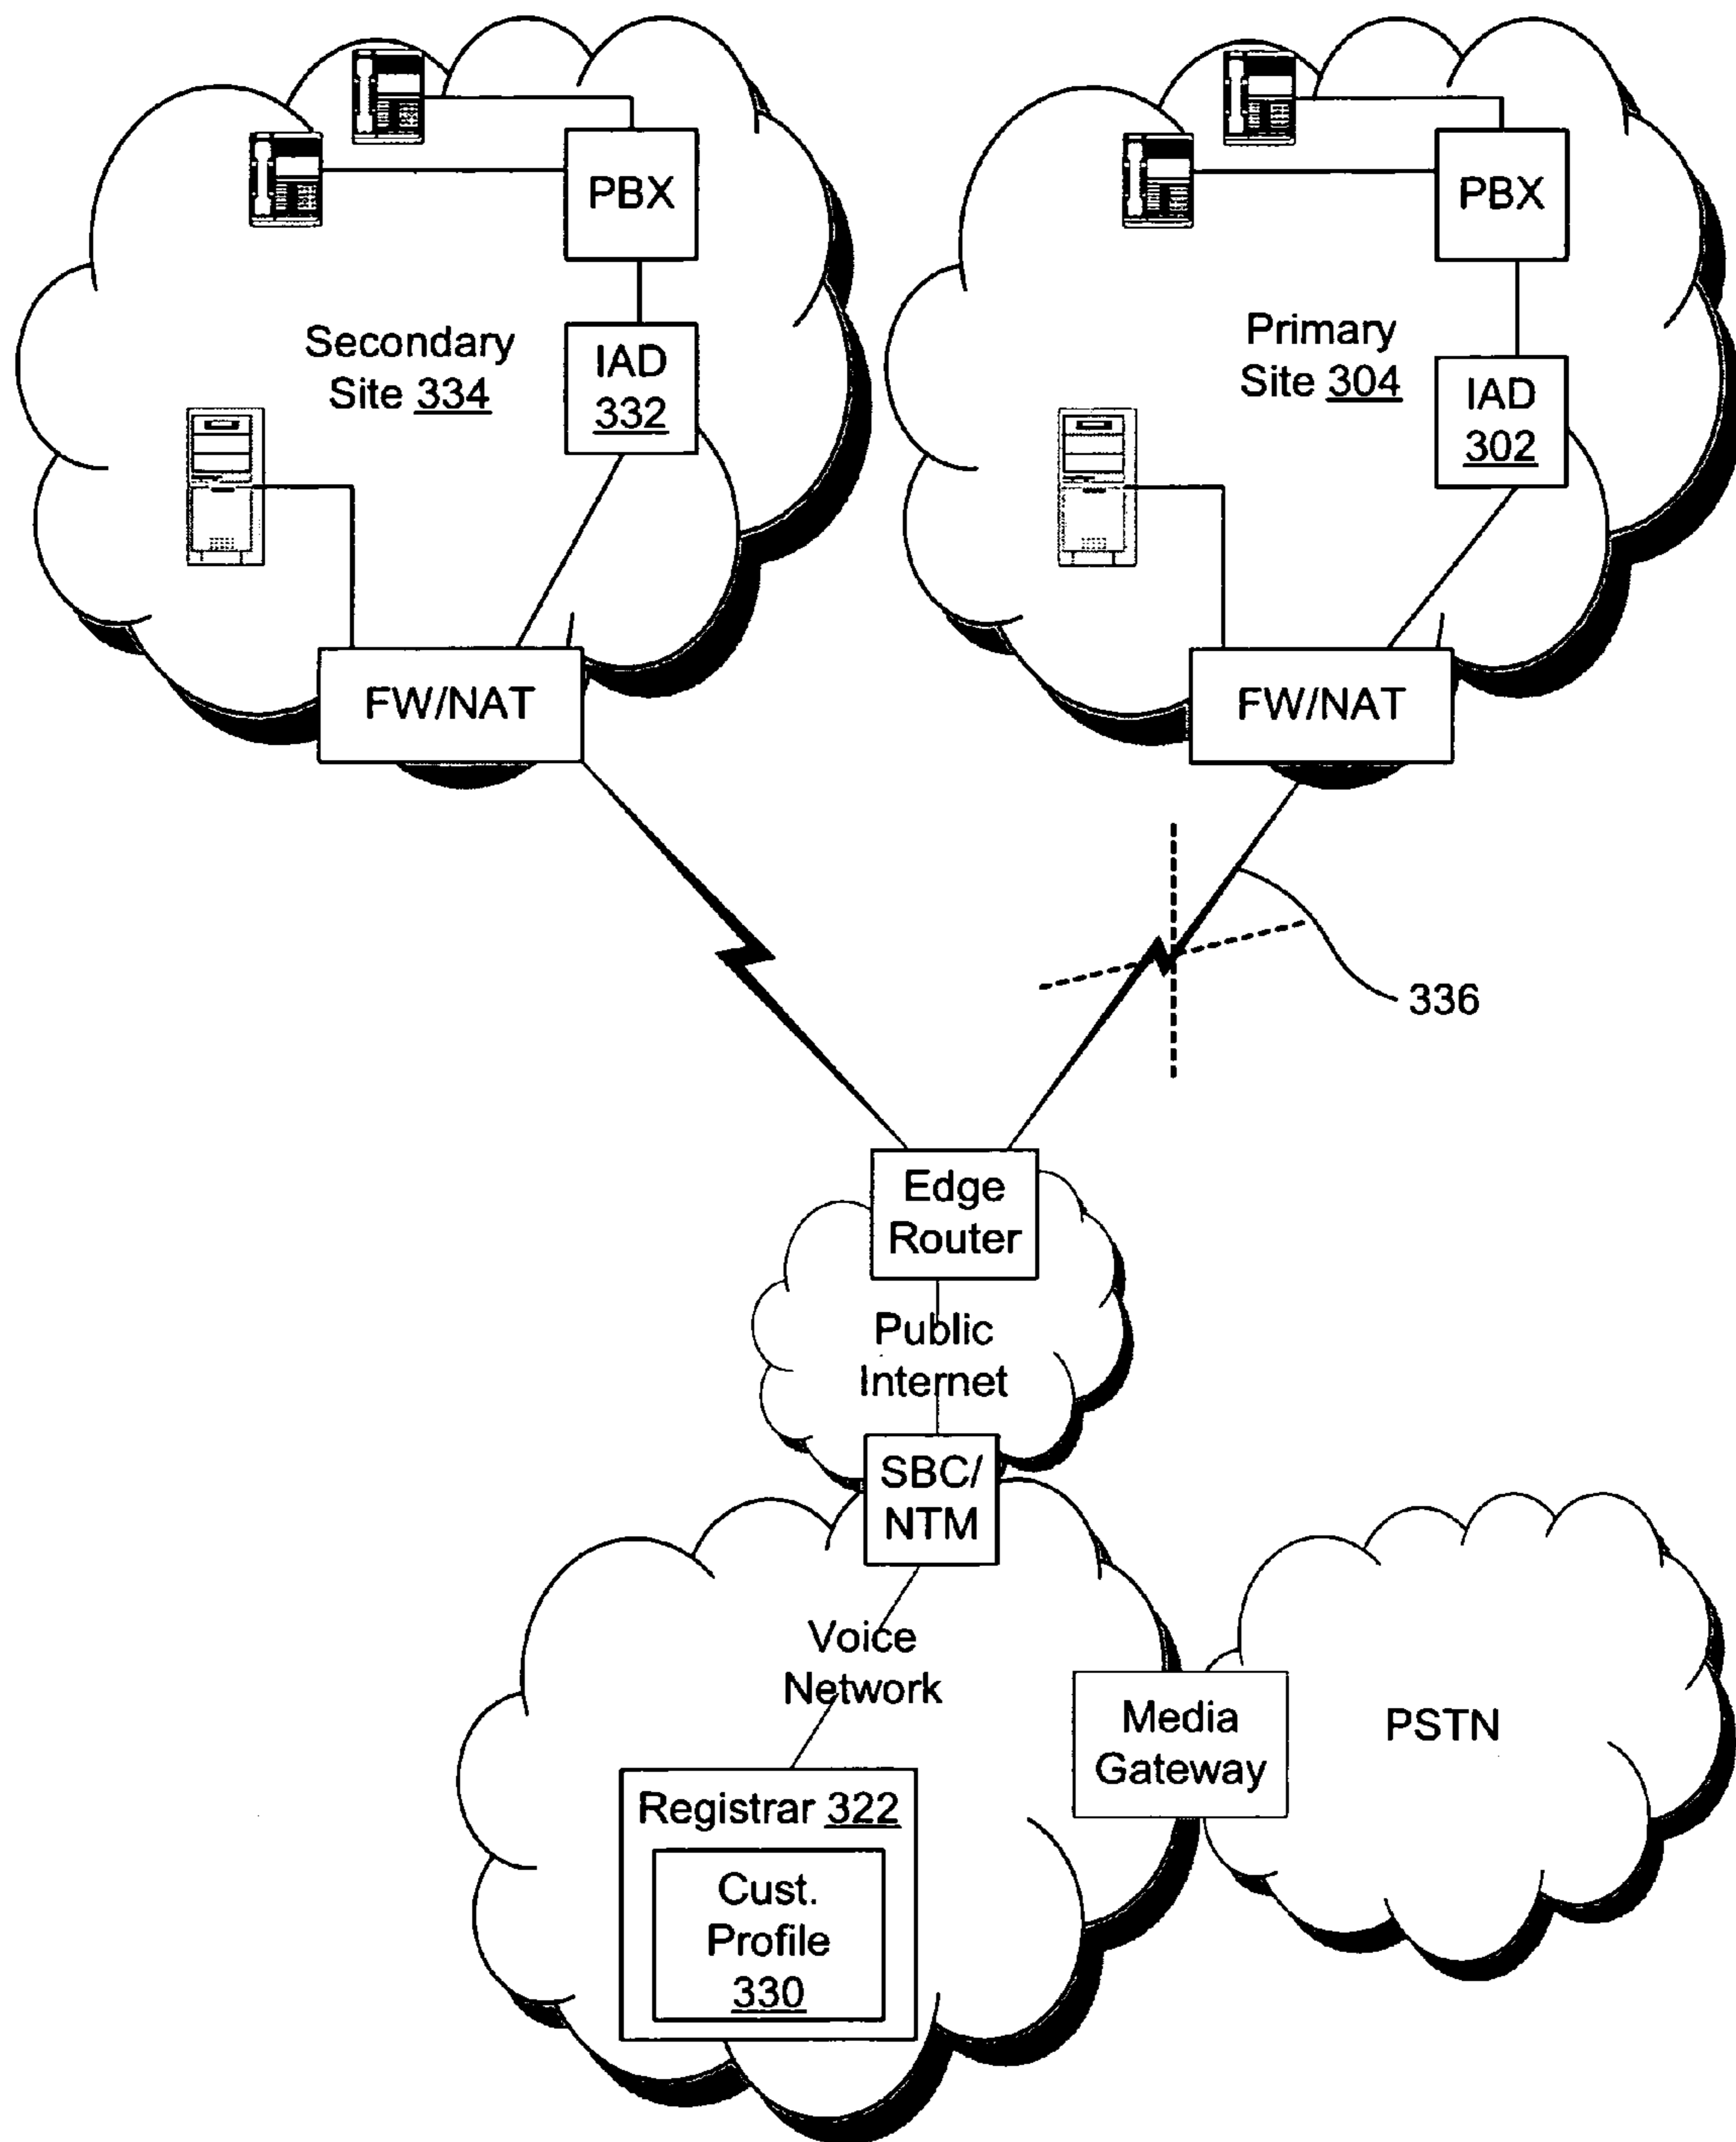 PBX
PBX
Secondary
Site 334
IAD
332
Primary
Site 304
IAD
302
FW/NAT
FW/NAT
336
Edge
Router
Public
Internet
SBC/
NTM
Voice
Network
Media
Gateway
PSTN
Registrar 322
Cust.
Profile
330